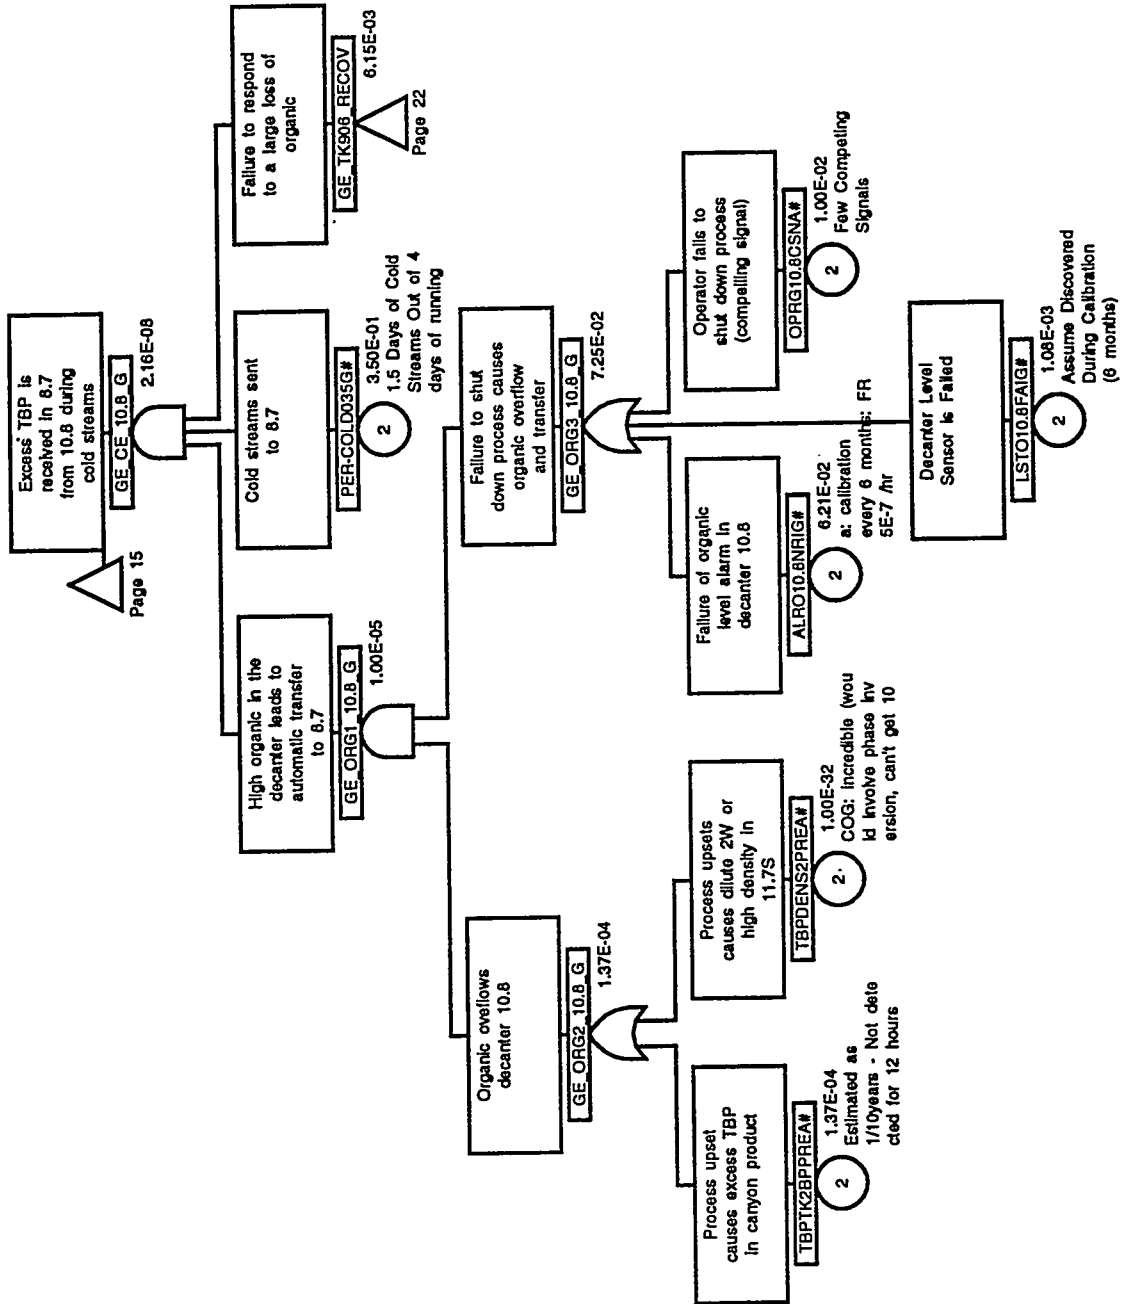 Excess TBP is
received in 8.7
from 10.8 during
cold streams
GE_CE_10.8_G
2.16E-08
Page 15
High organic in the
decanter leads to
automatic transfer
to 8.7
GE_ORG1_10.8_G
1.00E-05
Cold streams sent
to 8.7
PER-COLD035G#
2
3.50E-01
1.5 Days of Cold
Streams Out of 4
days of running
Failure to respond
to a large loss of
organic
GE_TK906_RECOV
6.15E-03
Page 22
Organic oveflows
decanter 10.8
GE_ORG2_10.8_G
1.37E-04
Failure to shut
down process causes
organic overflow
and transfer
GE_ORG3_10.8_G
7.25E-02
Process upset
causes excess TBP
in canyon product
TBPTK2BPPREA#
2
1.37E-04
Estimated as
1/10years - Not dete
cted for 12 hours
Process upsets
causes dilute 2W or
high density in
11.7S
TBPDENS2PREA#
2
1.00E-32
COG: Incredible (wou
ld involve phase inv
ersion, can't get 10
Failure of organic
level alarm in
decanter 10.8
ALRO10.8NRIG#
2
6.21E-02
a: calibration
every 6 months: FR
5E-7 /hr
Operator fails to
shut down process
(compelling signal)
OPRG10.8CSNA#
2
1.00E-02
Few Competing
Signals
Decanter Level
Sensor is Failed
LSTO10.8FAIG#
2
1.08E-03
Assume Discovered
During Calibration
(6 months)